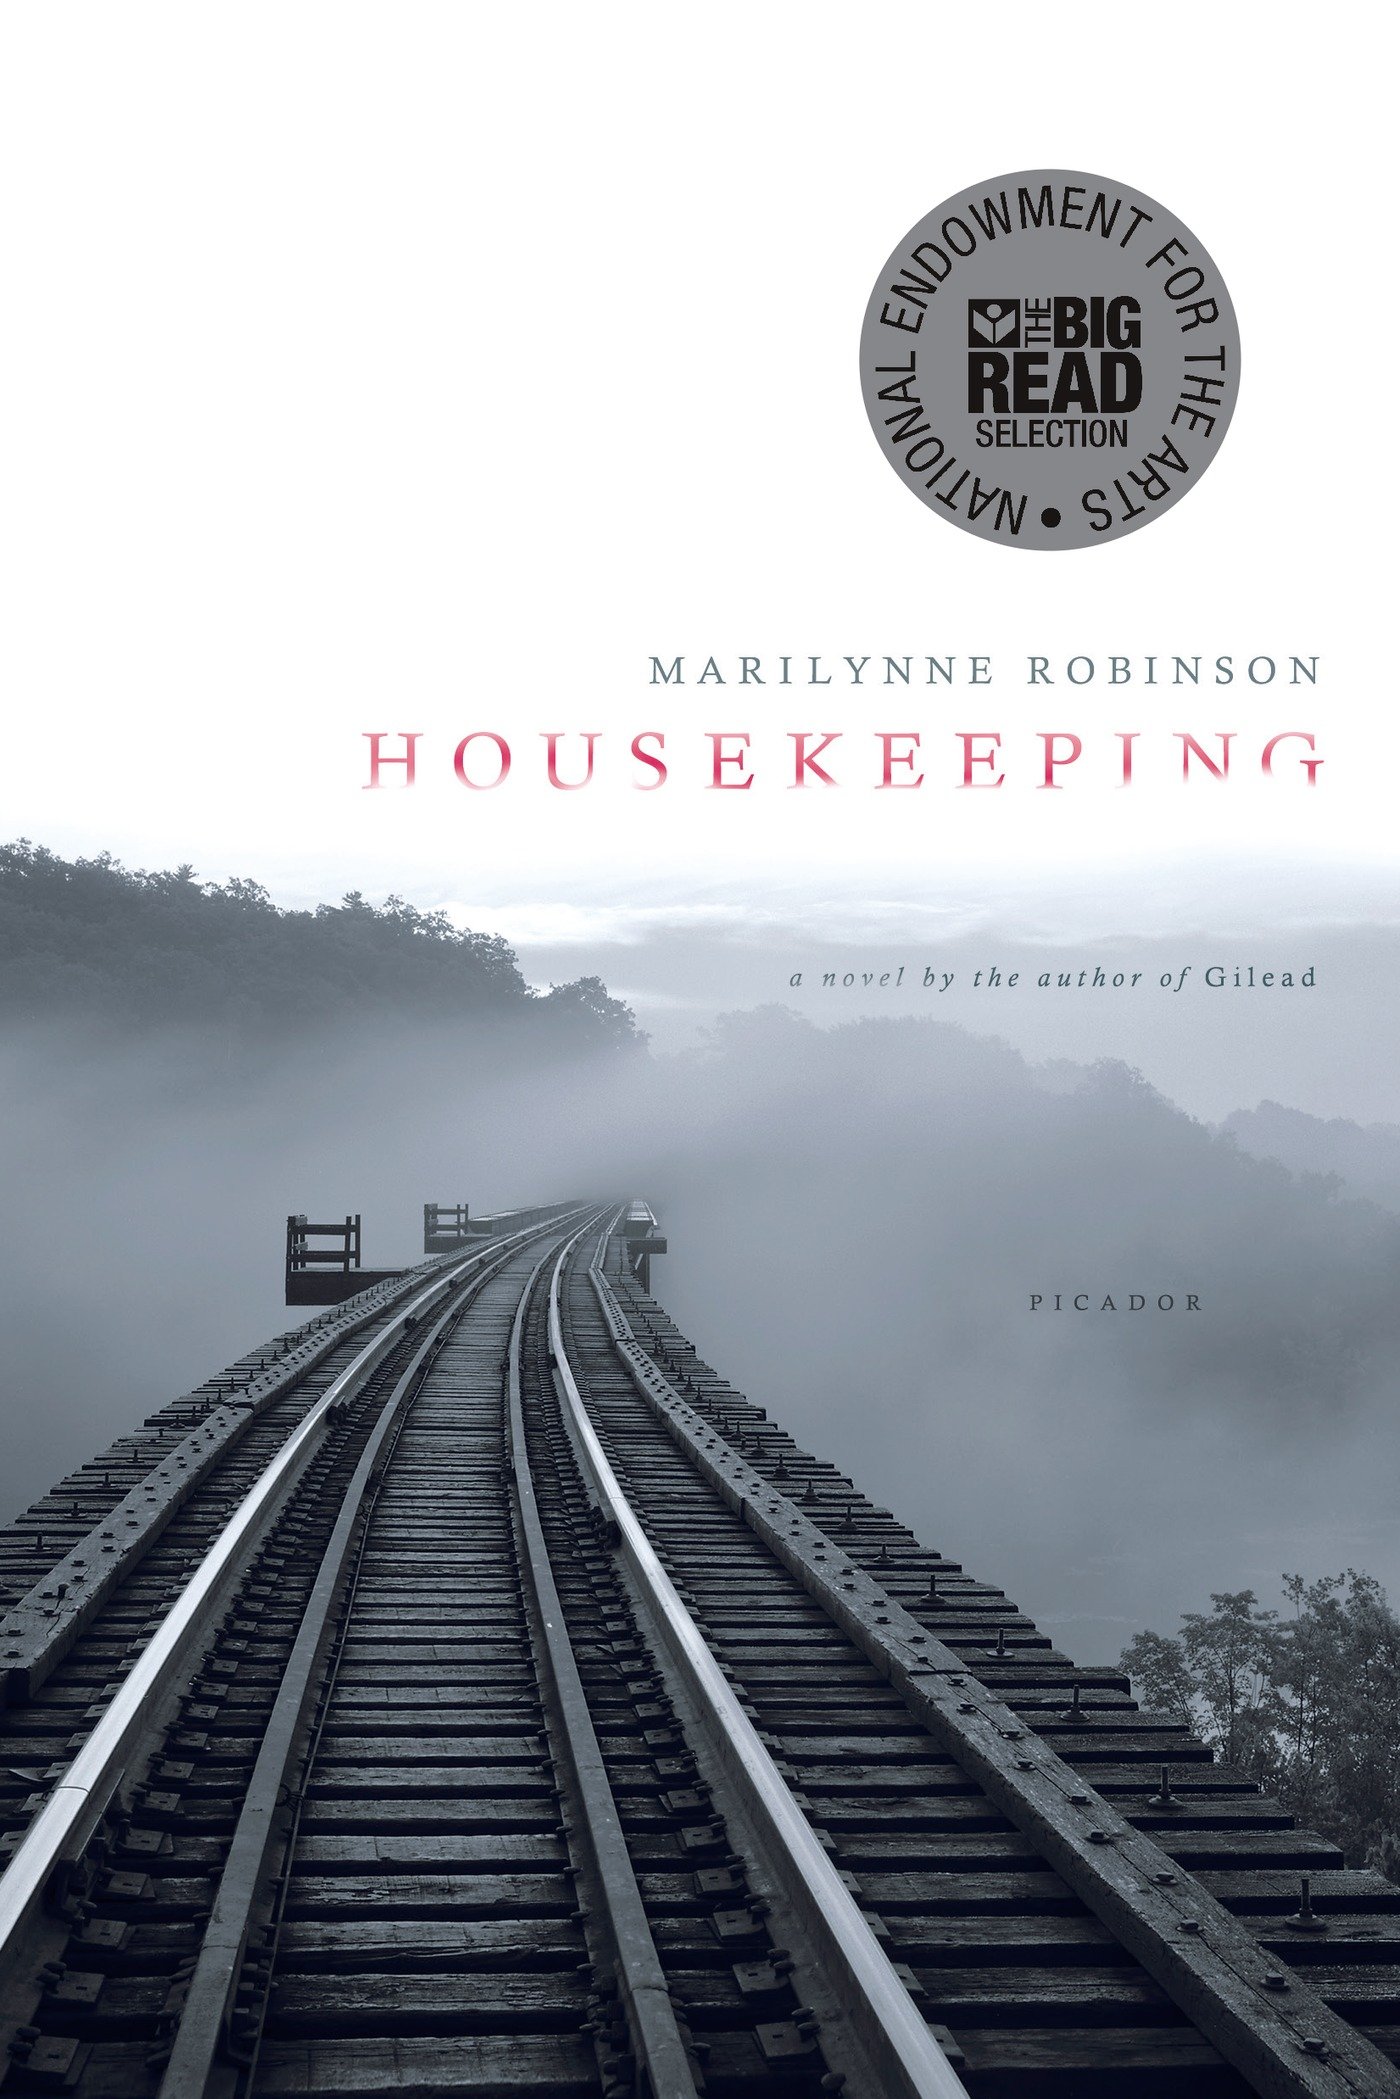 NATIONAL ENDOWMENT FOR THE ARTS •
THE BIG
READ
SELECTION
MARILYNNE ROBINSON
HOUSEKEEPING
a novel by the author of Gilead
PICADOR